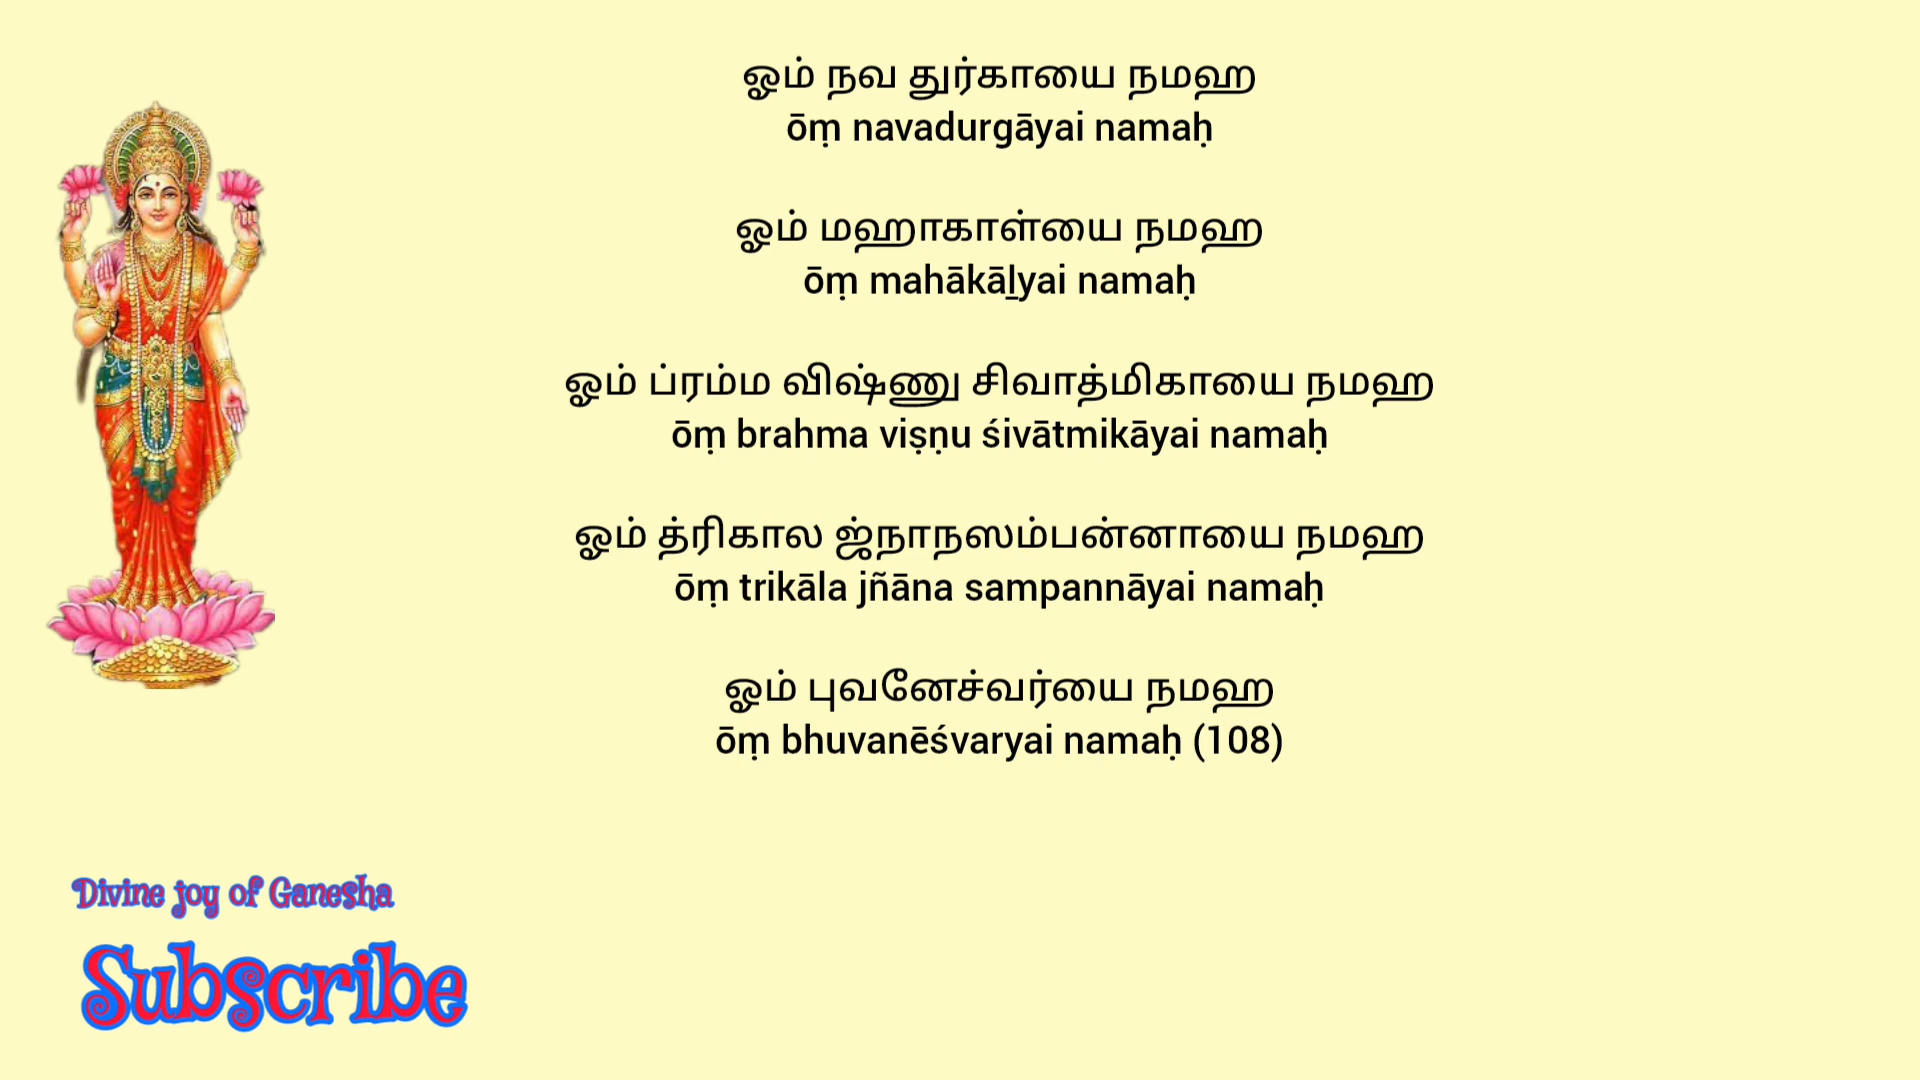 ஓம் நவ துர்காயை நமஹ
ōṃ navadurgāyai namaḥ
ஓம் மஹாகாள்யை நமஹ
ōṃ mahākāḻyai namaḥ
ஓம் ப்ரம்ம விஷ்ணு சிவாத்மிகாயை நமஹ
ōṃ brahma viṣṇu śivātmikāyai namaḥ
ஓம் த்ரிகால ஜ்நாநஸம்பன்னாயை நமஹ
ōṃ trikāla jñāna sampannāyai namaḥ
ஓம் புவனேச்வர்யை நமஹ
ōṃ bhuvanēśvaryai namaḥ (108)
Divine joy of Ganesha
Subscribe